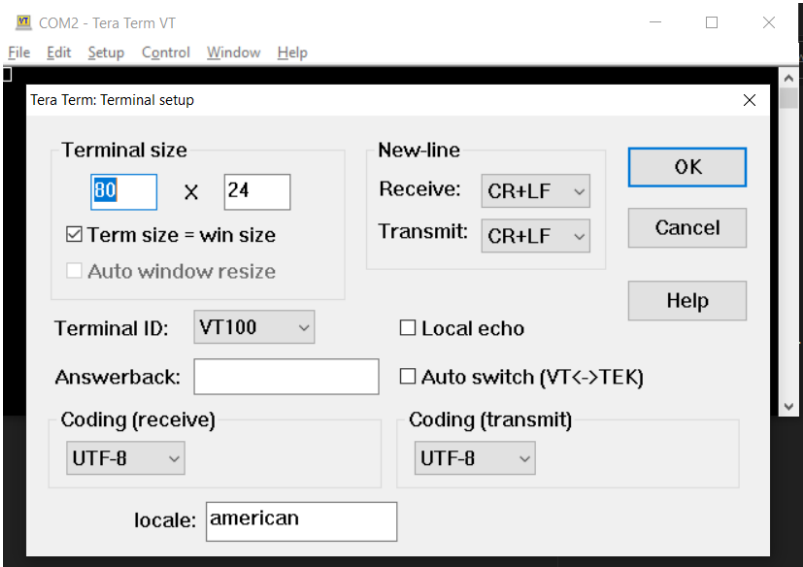 COM2 - Tera Term VT
File Edit Setup Control Window Help
Tera Term: Terminal setup
Terminal size
80 X 24
Term size = win size
Auto window resize
New-line
Receive: CR+LF
Transmit: CR+LF
OK
Cancel
Help
Terminal ID: VT100
Local echo
Answerback:
Auto switch (VT<->TEK)
Coding (receive)
UTF-8
Coding (transmit)
UTF-8
locale: american